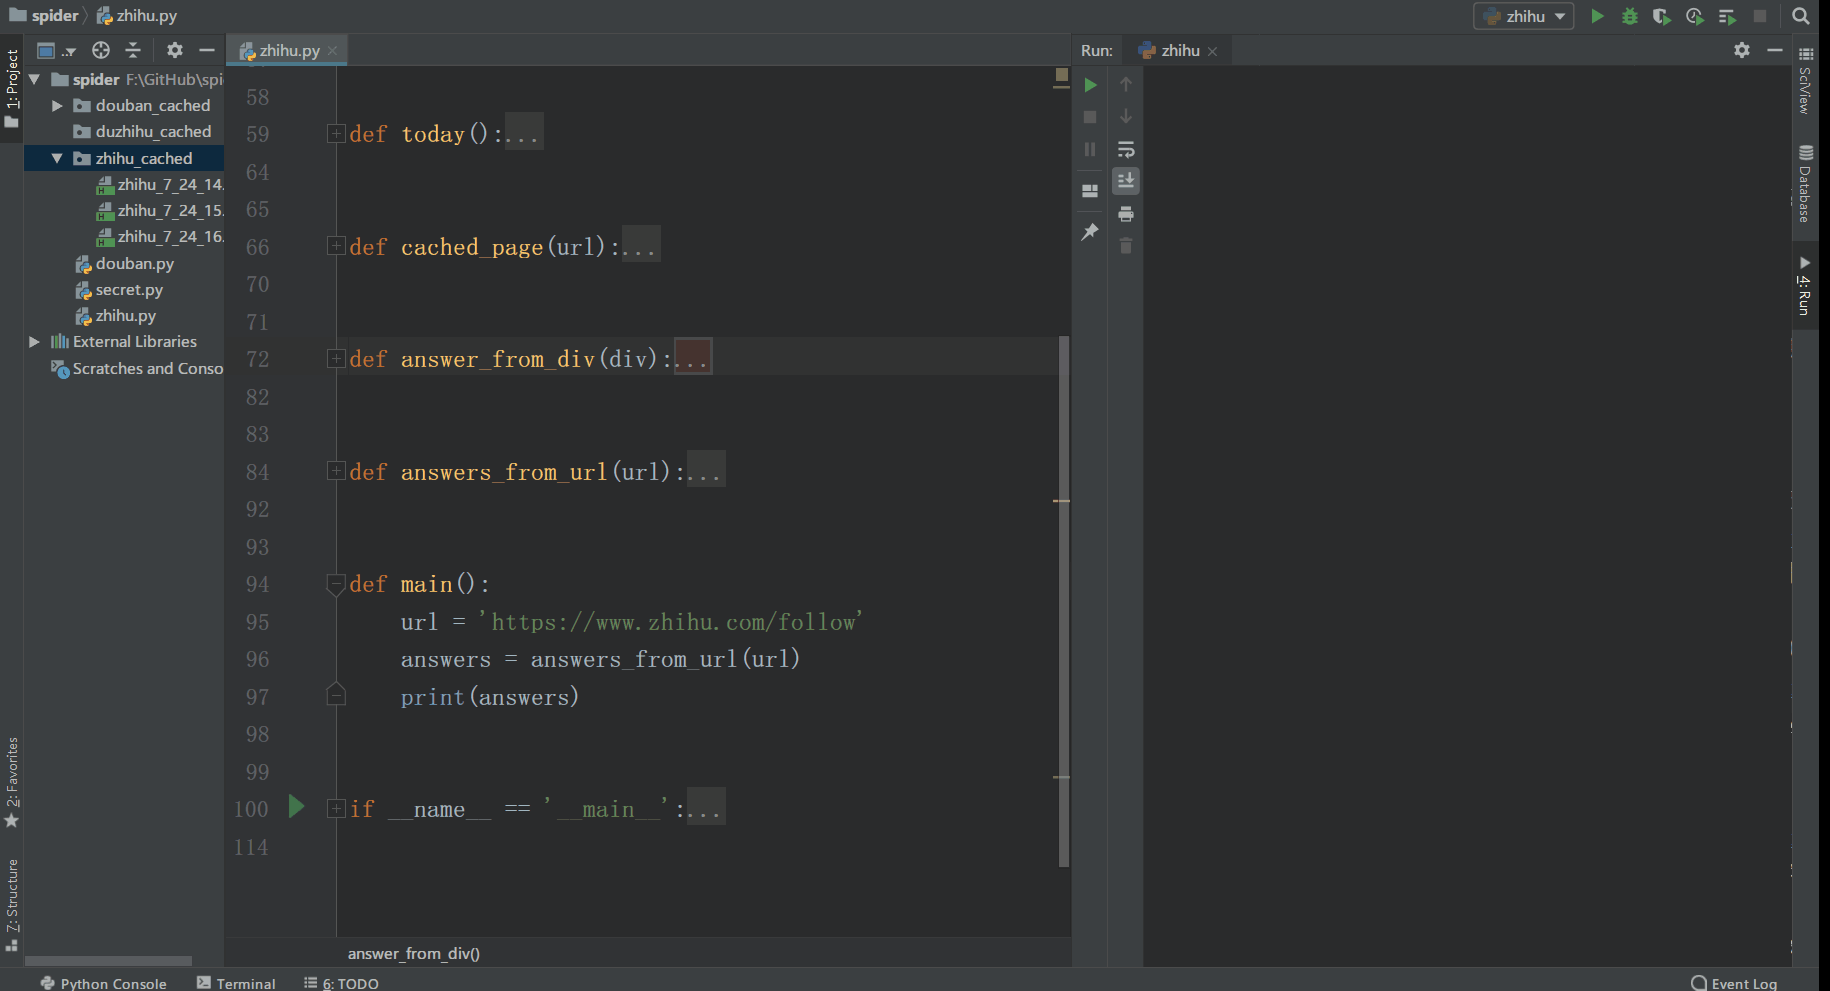 spider zhihu.py
zhihu
1: Project
zhihu.py
Run: zhihu
spider F:\GitHub\spi
douban_cached
duzhihu_cached
zhihu_cached
zhihu_7_24_14.
zhihu_7_24_15.
zhihu_7_24_16.
douban.py
secret.py
zhihu.py
External Libraries
Scratches and Conso
2: Favorites
7: Structure
58
59 def today():...
64
65
66 def cached_page(url):...
70
71
72 def answer_from_div(div):...
82
83
84 def answers_from_url(url):...
92
93
94 def main():
95 url = 'https://www.zhihu.com/follow'
96 answers = answers_from_url(url)
97 print(answers)
98
99
100 if __name__ == '__main__':...
114
answer_from_div()
SciView
Database
4: Run
Python Console Terminal 6: TODO Event Log